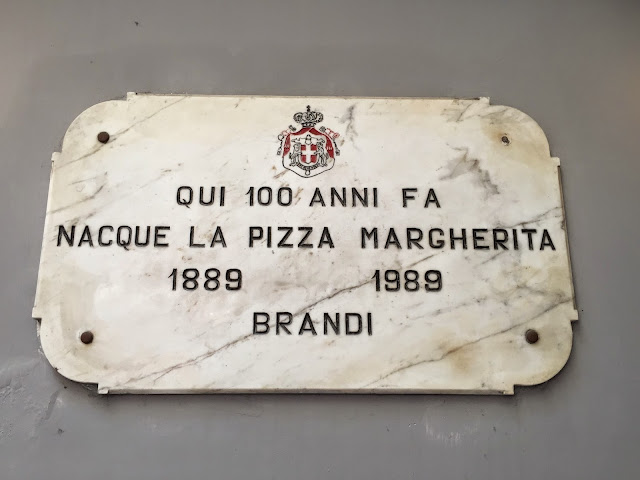 QUI 100 ANNI FA
NACQUE LA PIZZA MARGHERITA
1889 1989
BRANDI